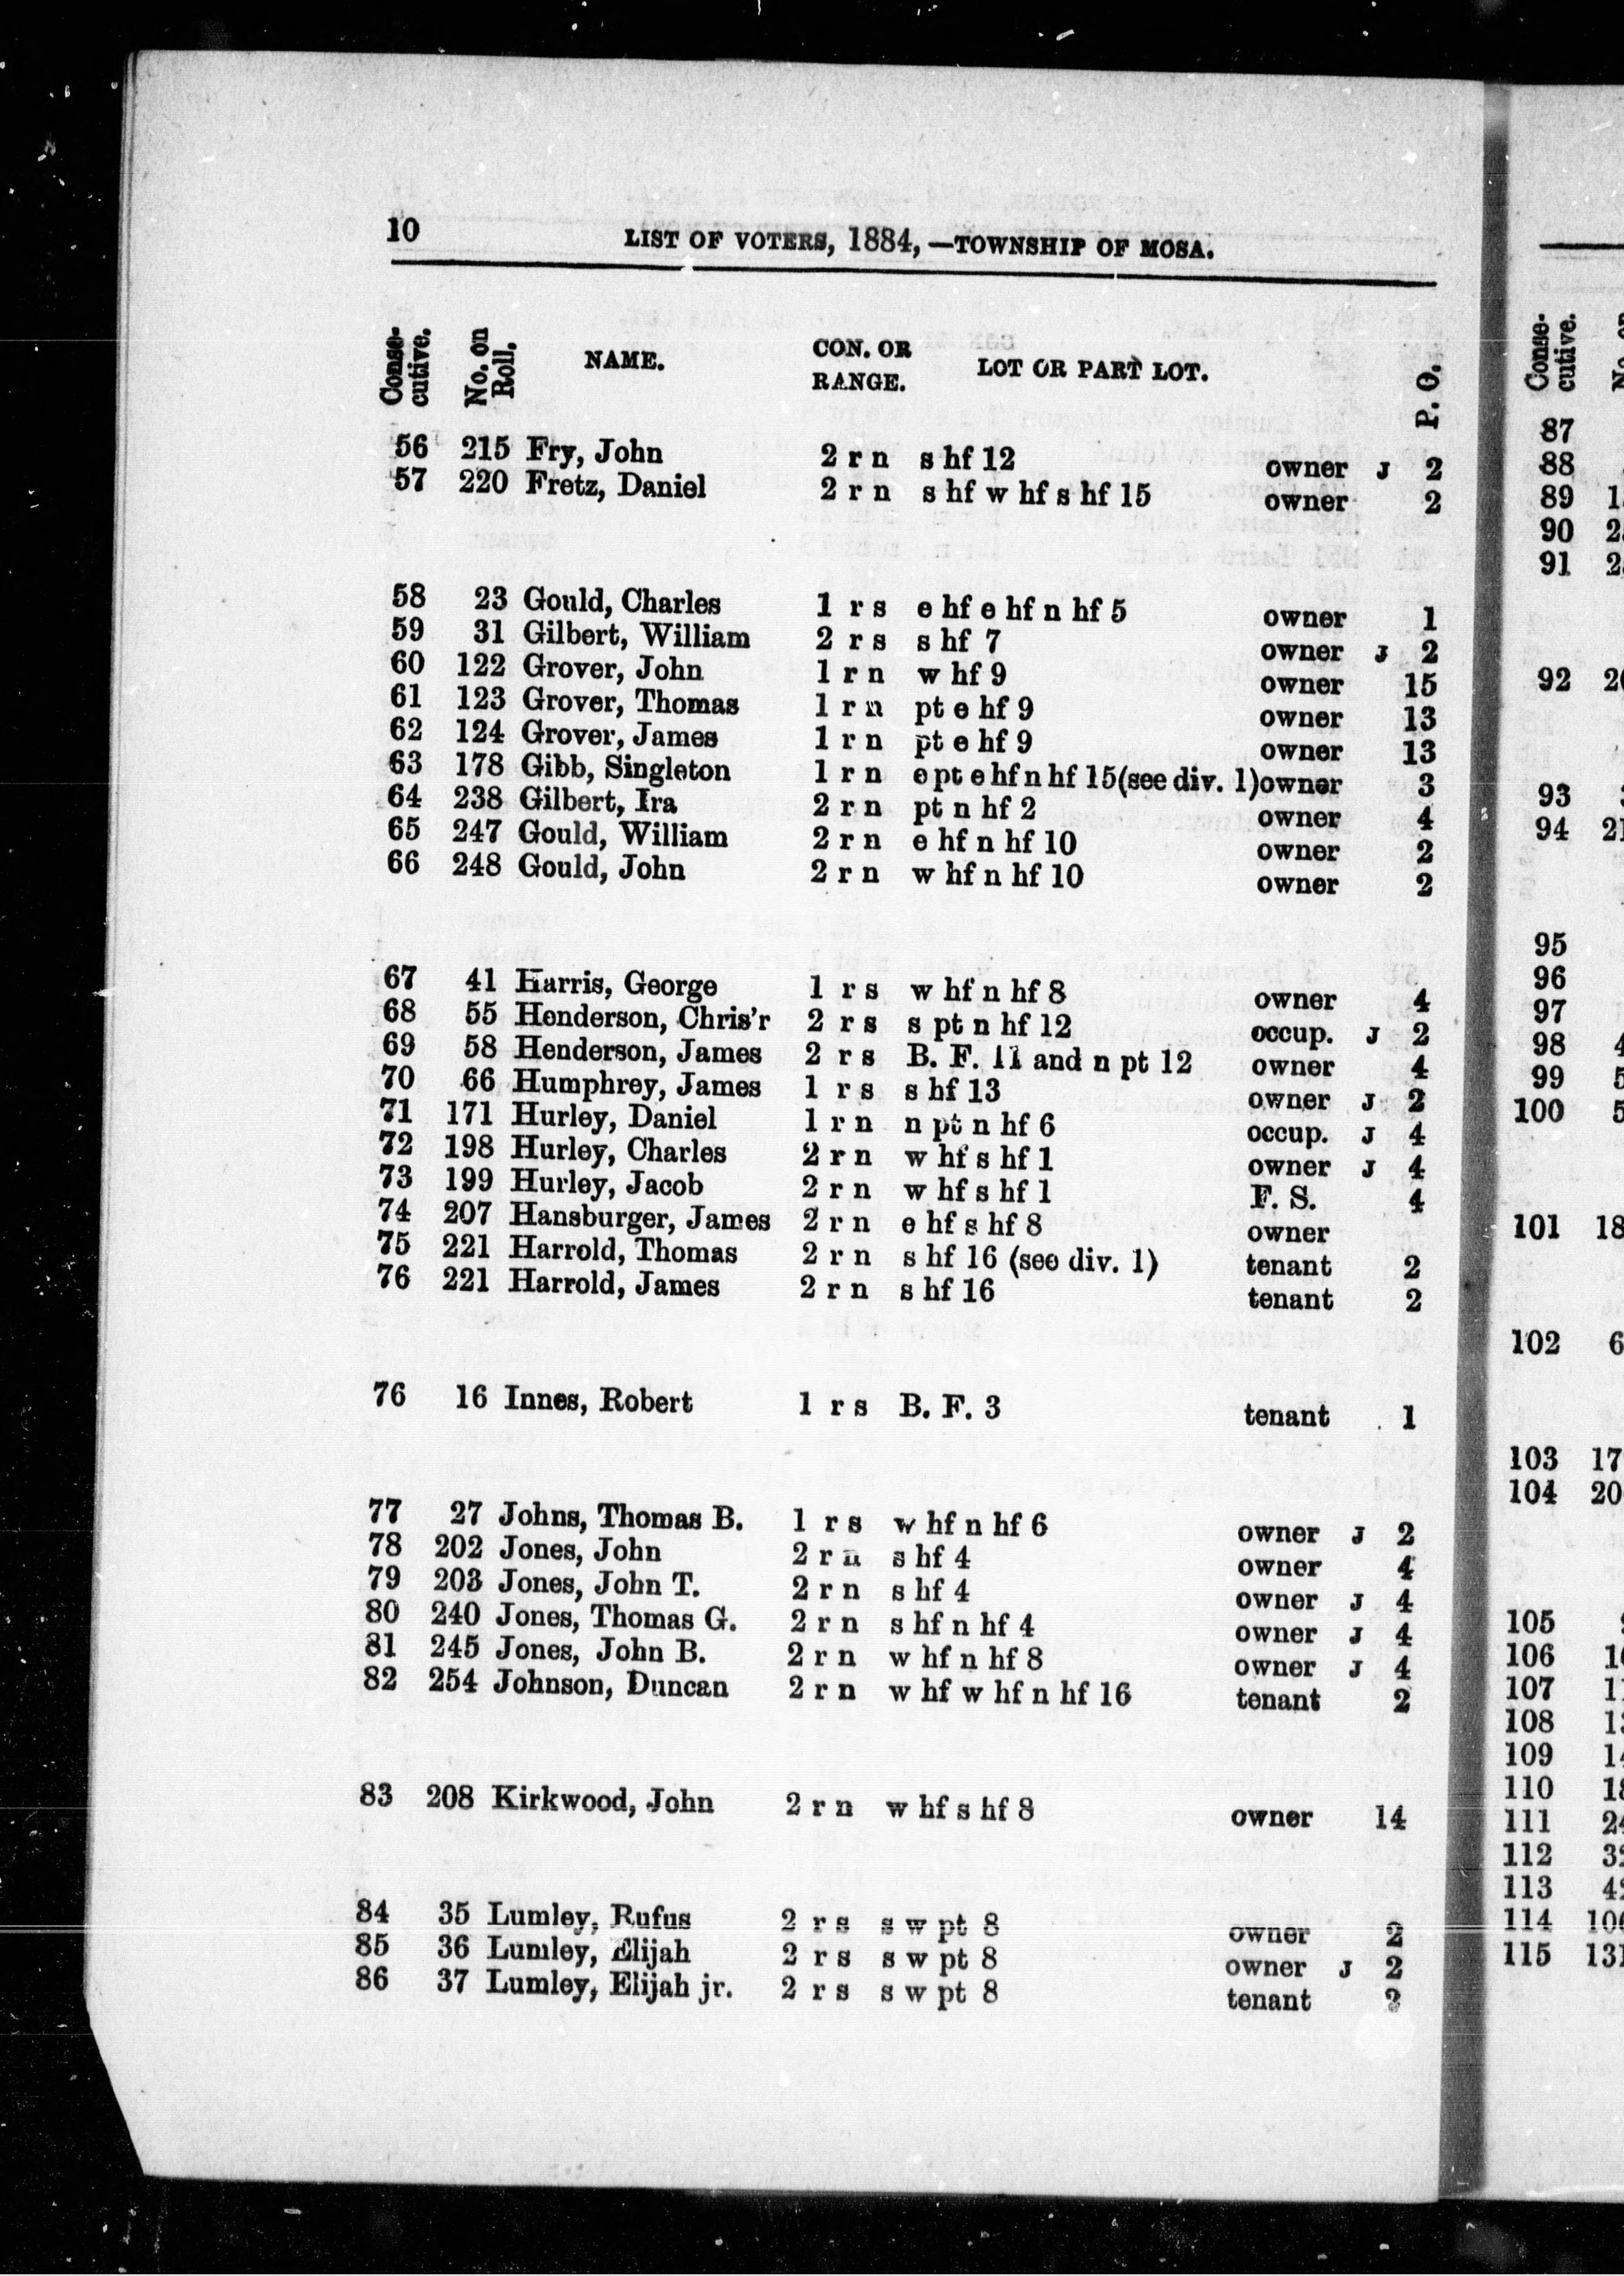 10 LIST OF VOTERS, 1884, —TOWNSHIP OF MOSA.
Conse-cutive. No. on Roll. NAME. CON. OR RANGE. LOT OR PART LOT. P. O.
56 215 Fry, John 2 r n s hf 12 owner J 2
57 220 Fretz, Daniel 2 r n s hf w hf s hf 15 owner 2
58 23 Gould, Charles 1 r s e hf e hf n hf 5 owner 1
59 31 Gilbert, William 2 r s s hf 7 owner J 2
60 122 Grover, John 1 r n w hf 9 owner 15
61 123 Grover, Thomas 1 r n pt e hf 9 owner 13
62 124 Grover, James 1 r n pt e hf 9 owner 13
63 178 Gibb, Singleton 1 r n e pt e hf n hf 15(see div. 1)owner 3
64 238 Gilbert, Ira 2 r n pt n hf 2 owner 4
65 247 Gould, William 2 r n e hf n hf 10 owner 2
66 248 Gould, John 2 r n w hf n hf 10 owner 2
67 41 Harris, George 1 r s w hf n hf 8 owner 4
68 55 Henderson, Chris'r 2 r s s pt n hf 12 occup. J 2
69 58 Henderson, James 2 r s B. F. 11 and n pt 12 owner 4
70 66 Humphrey, James 1 r s s hf 13 owner J 2
71 171 Hurley, Daniel 1 r n n pt n hf 6 occup. J 4
72 198 Hurley, Charles 2 r n w hf s hf 1 owner J 4
73 199 Hurley, Jacob 2 r n w hf s hf 1 F. S. 4
74 207 Hansburger, James 2 r n e hf s hf 8 owner
75 221 Harrold, Thomas 2 r n s hf 16 (see div. 1) tenant 2
76 221 Harrold, James 2 r n s hf 16 tenant 2
76 16 Innes, Robert 1 r s B. F. 3 tenant 1
77 27 Johns, Thomas B. 1 r s w hf n hf 6 owner J 2
78 202 Jones, John 2 r n s hf 4 owner 4
79 203 Jones, John T. 2 r n s hf 4 owner J 4
80 240 Jones, Thomas G. 2 r n s hf n hf 4 owner J 4
81 245 Jones, John B. 2 r n w hf n hf 8 owner J 4
82 254 Johnson, Duncan 2 r n w hf w hf n hf 16 tenant 2
83 208 Kirkwood, John 2 r n w hf s hf 8 owner 14
84 35 Lumley, Rufus 2 r s s w pt 8 owner 2
85 36 Lumley, Elijah 2 r s s w pt 8 owner J 2
86 37 Lumley, Elijah jr. 2 r s s w pt 8 tenant 2
Conse-cutive.
87
88
89
90
91
92
93
94
95
96
97
98
99
100
101
102
103
104
105
106
107
108
109
110
111
112
113
114
115